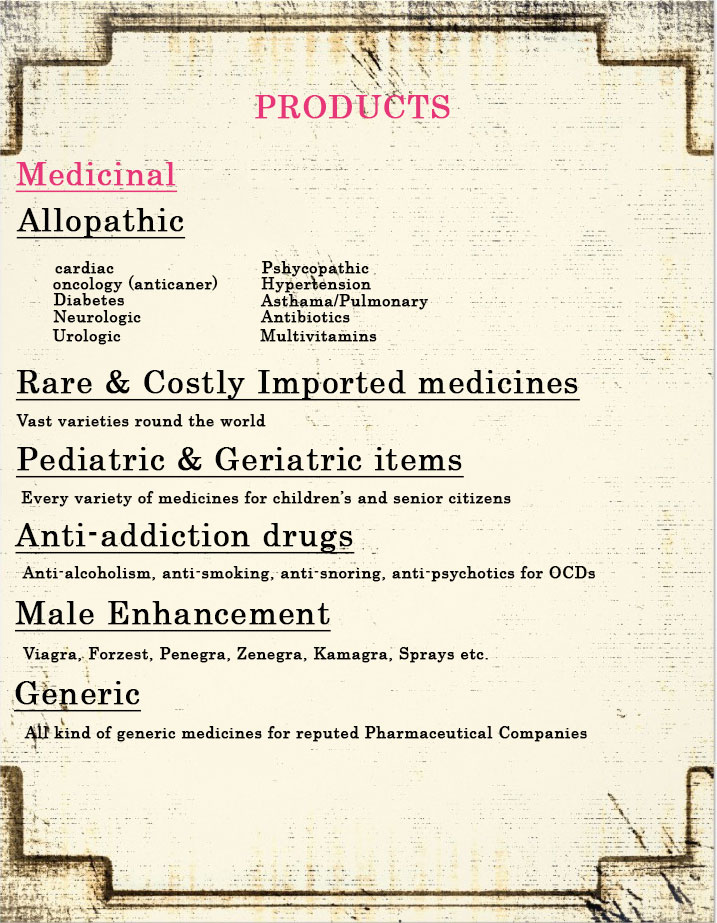 PRODUCTS
Medicinal
Allopathic
cardiac
oncology (anticaner)
Diabetes
Neurologic
Urologic
Pshycopathic
Hypertension
Asthama/Pulmonary
Antibiotics
Multivitamins
Rare & Costly Imported medicines
Vast varieties round the world
Pediatric & Geriatric items
Every variety of medicines for children's and senior citizens
Anti-addiction drugs
Anti-alcoholism, anti-smoking, anti-snoring, anti-psychotics for OCDs
Male Enhancement
Viagra, Forzest, Penegra, Zenegra, Kamagra, Sprays etc.
Generic
All kind of generic medicines for reputed Pharmaceutical Companies